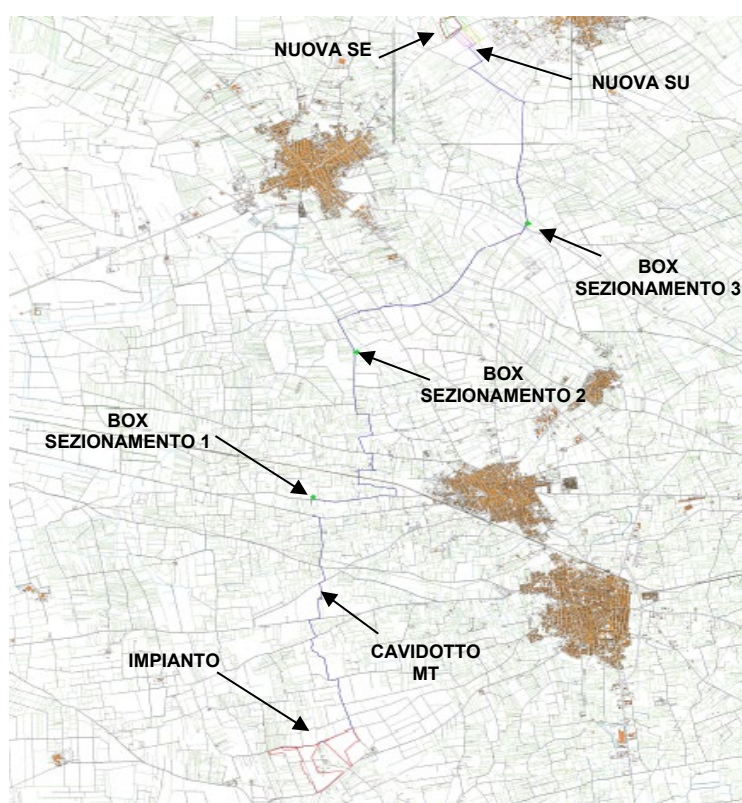 NUOVA SE
NUOVA SU
BOX
SEZIONAMENTO 3
BOX
SEZIONAMENTO 2
BOX
SEZIONAMENTO 1
CAVIDOTTO
MT
IMPIANTO